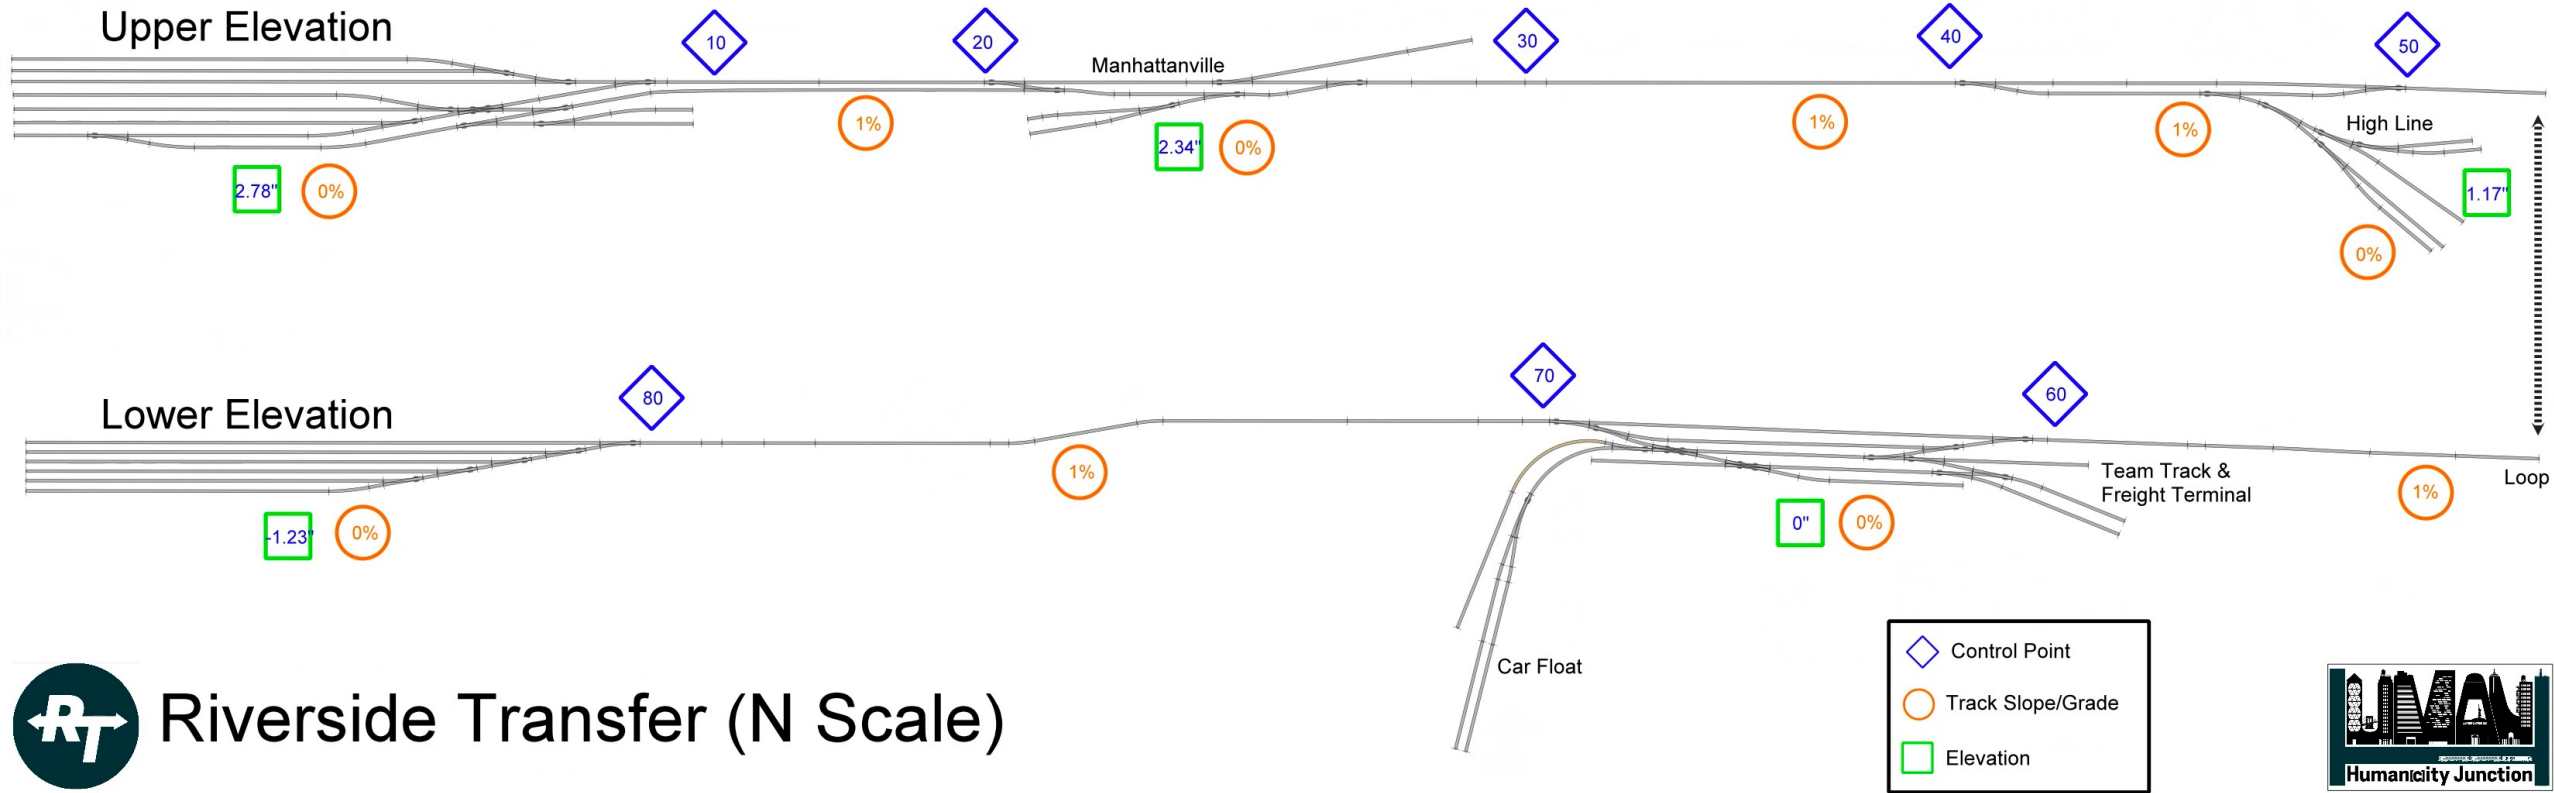 Upper Elevation
10
20
30
40
50
Manhattanville
1%
2.34"
0%
1%
1%
High Line
2.78"
0%
1.17"
0%
80
70
60
Lower Elevation
1%
Team Track &
Freight Terminal
Loop
1%
-1.23"
0%
0"
0%
Car Float
Control Point
Track Slope/Grade
Elevation
RT
Riverside Transfer (N Scale)
Human[c]ity Junction